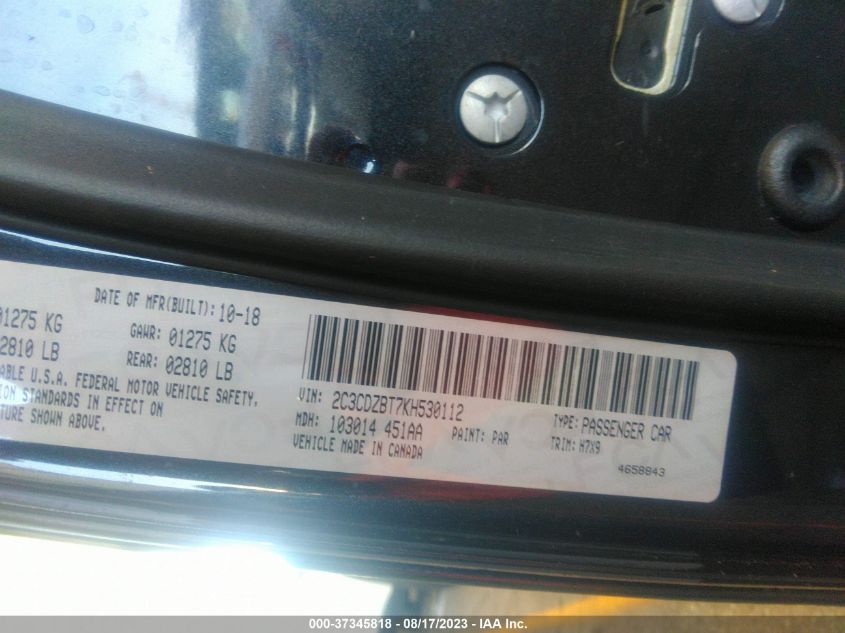 DATE OF MFR(BUILT): 10-18
01275 KG GAWR: 01275 KG
2810 LB REAR: 02810 LB
ABLE U.S.A. FEDERAL MOTOR VEHICLE SAFETY,
ION STANDARDS IN EFFECT ON
TURE SHOWN ABOVE.
VIN: 2C3CDZBT7KH530112
MDH: 103014 451AA PAINT: PAR
VEHICLE MADE IN CANADA
TYPE: PASSENGER CAR
TRIM: H7X9
4658843
000-37345818 - 08/17/2023 - IAA Inc.